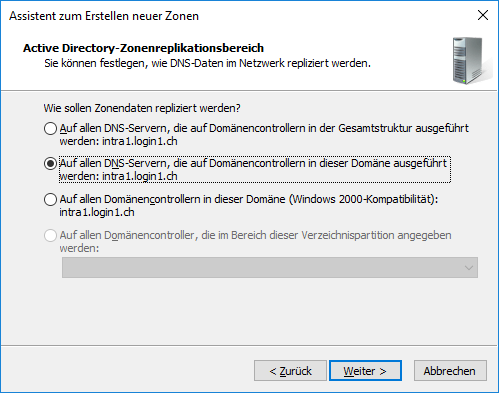 Assistent zum Erstellen neuer Zonen
Active Directory-Zonenreplikationsbereich
Sie können festlegen, wie DNS-Daten im Netzwerk repliziert werden.
Wie sollen Zonendaten repliziert werden?
Auf allen DNS-Servern, die auf Domänencontrollern in der Gesamtstruktur ausgeführt
werden: intra1.login1.ch
Auf allen DNS-Servern, die auf Domänencontrollern in dieser Domäne ausgeführt
werden: intra1.login1.ch
Auf allen Domänencontrollern in dieser Domäne (Windows 2000-Kompatibilität):
intra1.login1.ch
Auf allen Domänencontroller, die im Bereich dieser Verzeichnispartition angegeben
werden:
< Zurück
Weiter >
Abbrechen